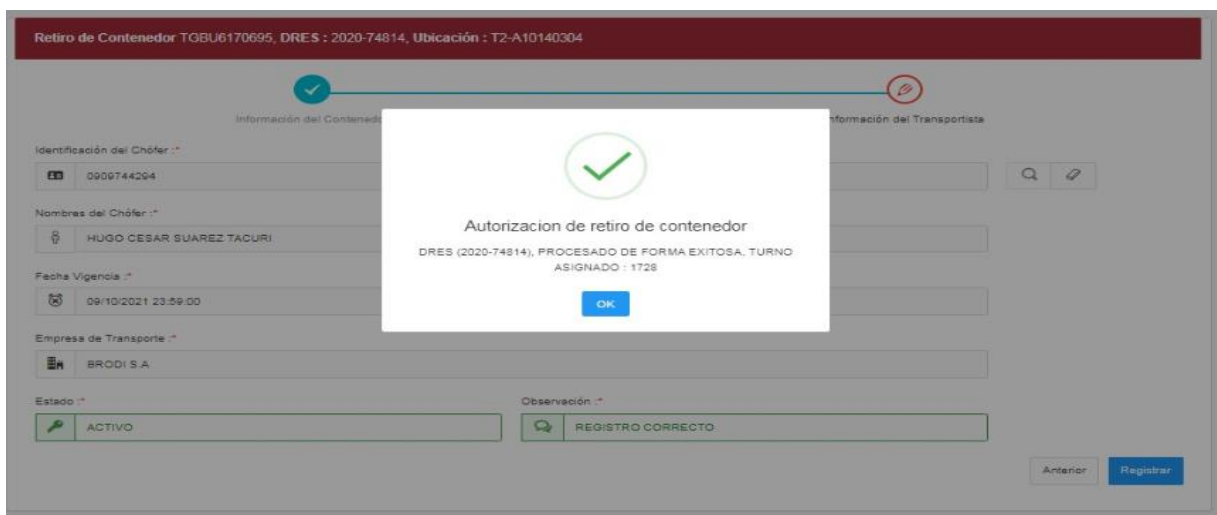 Retiro de Contenedor TGBU6170695, DRES : 2020-74814, Ubicación : T2-A10140304
Información del Contenedo
nformación del Transportista
Identificación del Chófer :*
0909744294
Nombres del Chófer :*
HUGO CESAR SUAREZ TACURI
Fecha Vigencia :*
09/10/2021 23:59:00
Empresa de Transporte :*
BRODI S.A
Estado :*
Observación :*
ACTIVO
REGISTRO CORRECTO
Anterior
Registrar
Autorizacion de retiro de contenedor
DRES (2020-74814), PROCESADO DE FORMA EXITOSA, TURNO
ASIGNADO : 1728
OK